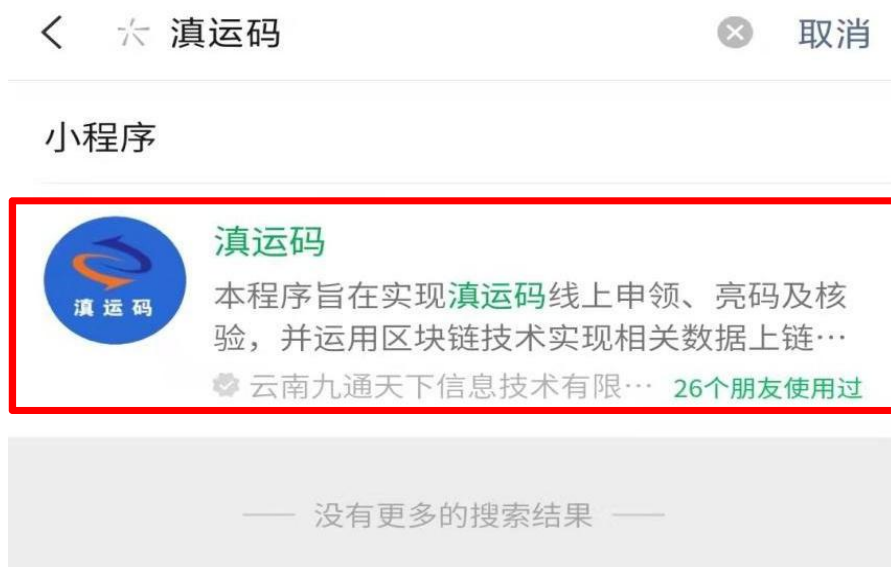 滇运码
取消
小程序
滇运码
滇运码
本程序旨在实现滇运码线上申领、亮码及核
验，并运用区块链技术实现相关数据上链…
云南九通天下信息技术有限… 26个朋友使用过
没有更多的搜索结果